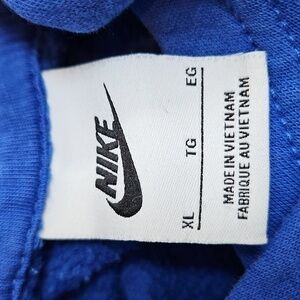 NIKE
XL TG EG
MADE IN VIETNAM
FABRIQUE AU VIETNAM